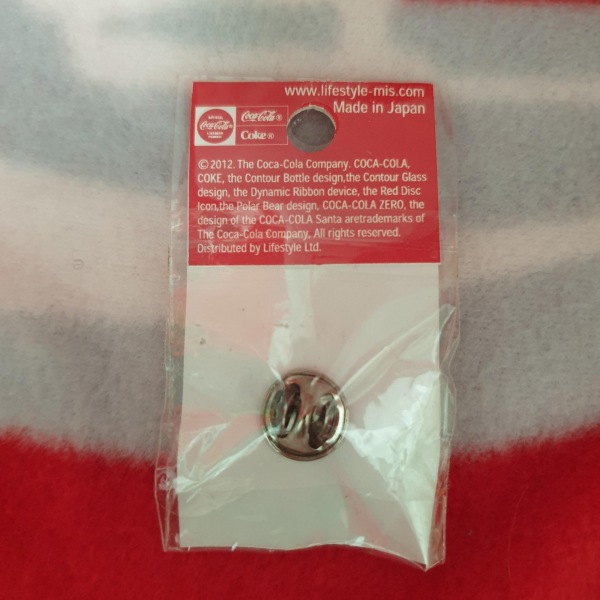 www.lifestyle-mis.com
Made in Japan
OFFICIAL
Coca-Cola®
Coca-Cola®
Coke®
© 2012. The Coca-Cola Company. COCA-COLA,
COKE, the Contour Bottle design,the Contour Glass
design, the Dynamic Ribbon device, the Red Disc
Icon,the Polar Bear design, COCA-COLA ZERO, the
design of the COCA-COLA Santa aretrademarks of
The Coca-Cola Company, All rights reserved.
Distributed by Lifestyle Ltd.